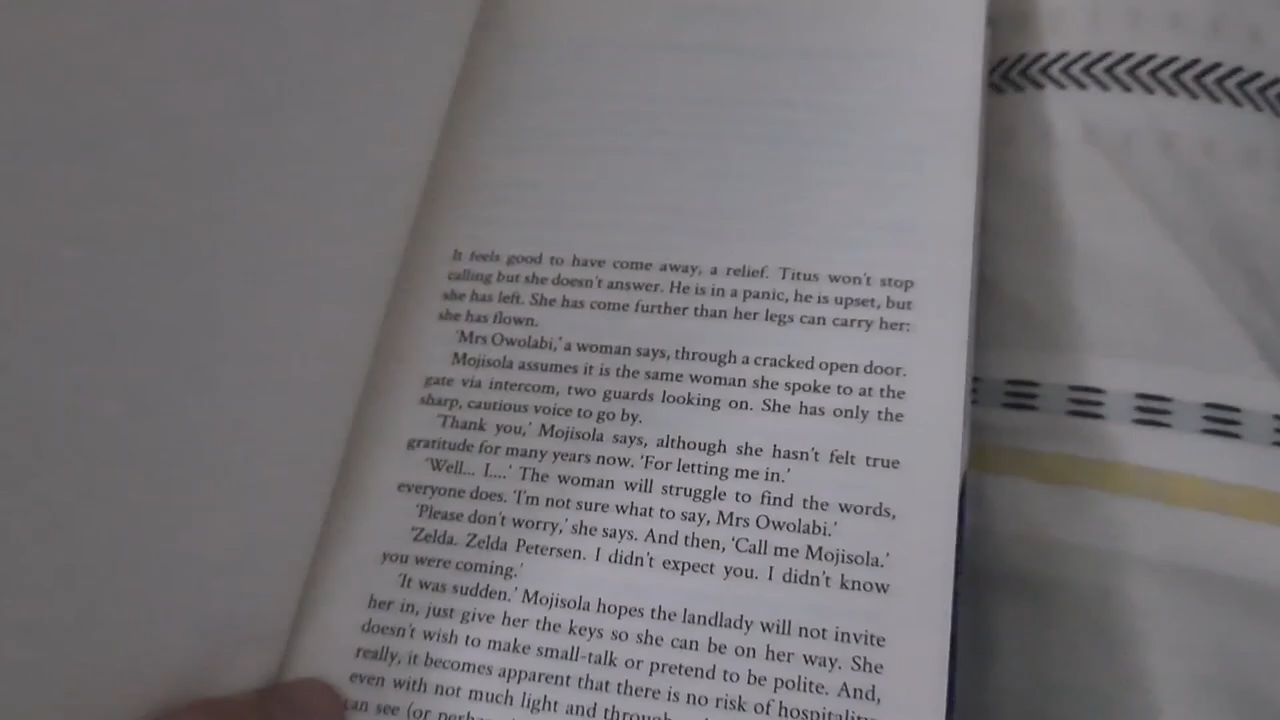 It feels good to have come away, a relief. Titus won't stop
calling but she doesn't answer. He is in a panic, he is upset, but
she has left. She has come further than her legs can carry her:
she has flown.
'Mrs Owolabi,' a woman says, through a cracked open door.
Mojisola assumes it is the same woman she spoke to at the
gate via intercom, two guards looking on. She has only the
sharp, cautious voice to go by.
'Thank you,' Mojisola says, although she hasn't felt true
gratitude for many years now. 'For letting me in.'
'Well... I....' The woman will struggle to find the words,
everyone does. 'I'm not sure what to say, Mrs Owolabi.'
'Please don't worry,' she says. And then, 'Call me Mojisola.'
'Zelda. Zelda Petersen. I didn't expect you. I didn't know
you were coming.'
'It was sudden.' Mojisola hopes the landlady will not invite
her in, just give her the keys so she can be on her way. She
doesn't wish to make small-talk or pretend to be polite. And,
really, it becomes apparent that there is no risk of hospitality
even with not much light and through
can see (or